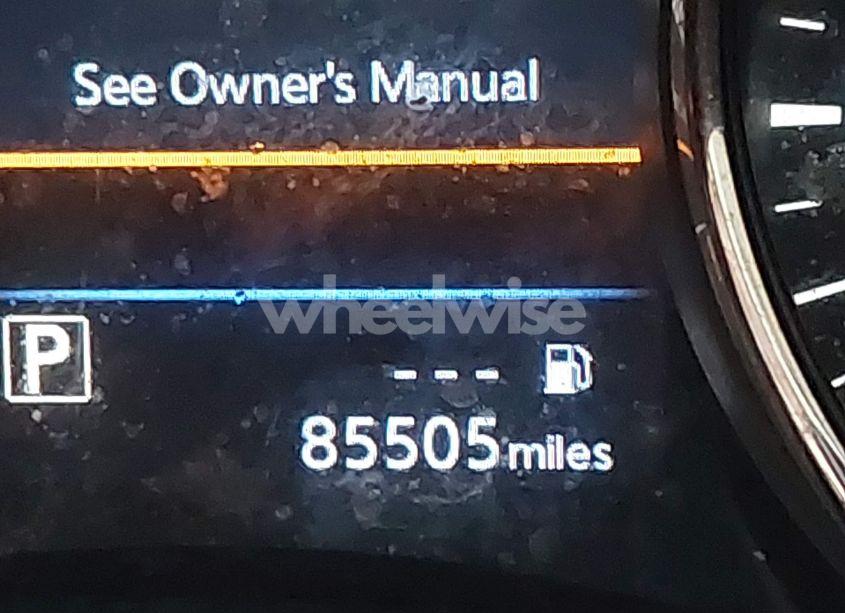 See Owner's Manual
wheelwise
P
---
85505 miles